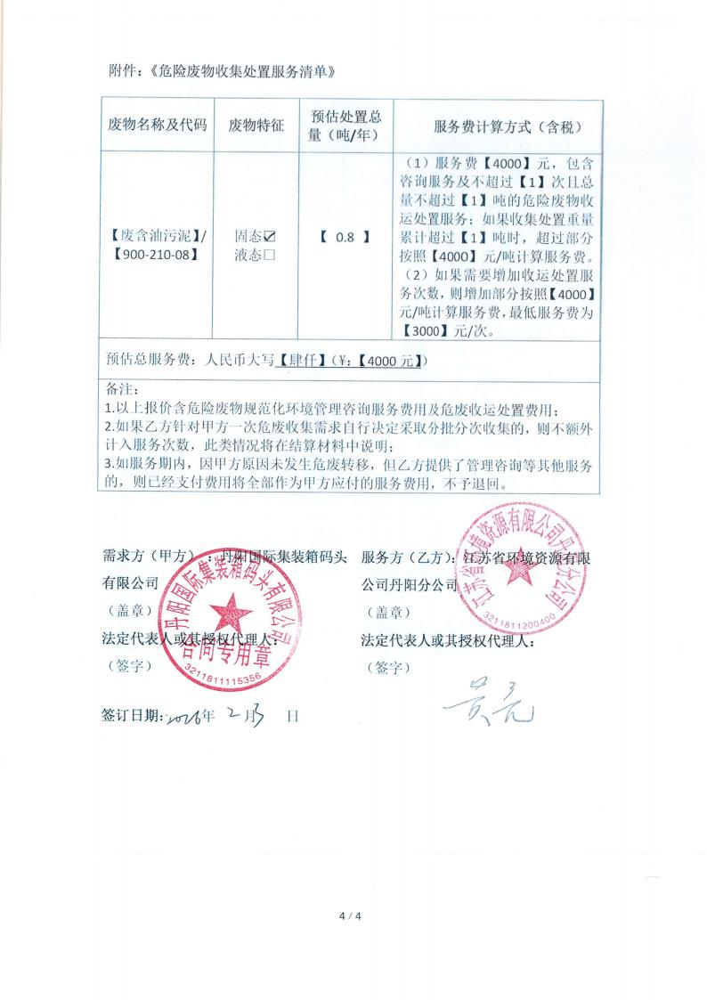 附件：《危险废物收集处置服务清单》
废物名称及代码
废物特征
预估处置总
量（吨/年）
服务费计算方式（含税）
【废含油污泥】/
【900-210-08】
固态☑
液态☐
【 0.8 】
（1）服务费【4000】元，包含
咨询服务及不超过【1】次且总
量不超过【1】吨的危险废物收
运处置服务；如果收集处置重量
累计超过【1】吨时，超过部分
按照【4000】元/吨计算服务费。
（2）如果需要增加收运处置服
务次数，则增加部分按照【4000】
元/吨计算服务费，最低服务费为
【3000】元/次。
预估总服务费：人民币大写【肆仟】（¥：【4000 元】）
备注：
1.以上报价含危险废物规范化环境管理咨询服务费用及危废收运处置费用；
2.如果乙方针对甲方一次危废收集需求自行决定采取分批分次收集的，则不额外
计入服务次数，此类情况将在结算材料中说明；
3.如服务期内，因甲方原因未发生危废转移，但乙方提供了管理咨询等其他服务
的，则已经支付费用将全部作为甲方应付的服务费用，不予退回。
需求方（甲方）：丹阳国际集装箱码头
有限公司
（盖章）
法定代表人或其授权代理人：
（签字）
签订日期：2026年 2月3 日
丹阳国际集装箱码头有限公司
合同专用章
3211811115356
服务方（乙方）：江苏省环境资源有限
公司丹阳分公司
（盖章）
法定代表人或其授权代理人：
（签字）
江苏省环境资源有限公司丹阳分公司
3211811200400
黄亮
4 / 4